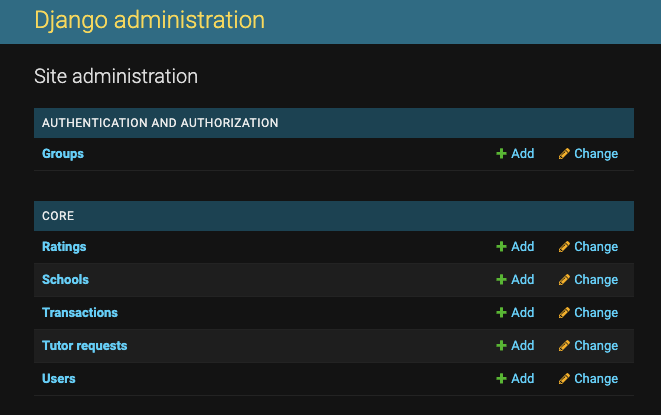 Django administration
Site administration
AUTHENTICATION AND AUTHORIZATION
Groups Add Change
CORE
Ratings Add Change
Schools Add Change
Transactions Add Change
Tutor requests Add Change
Users Add Change